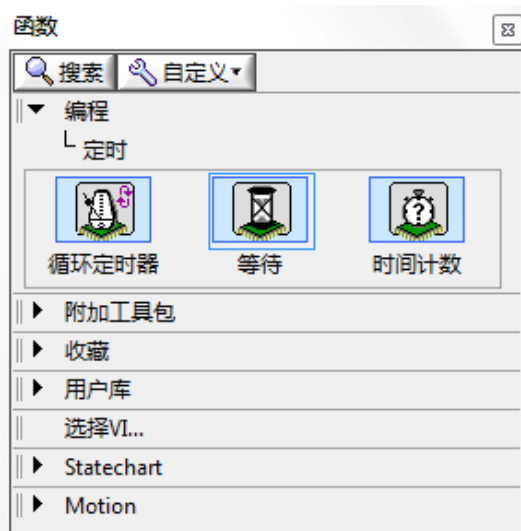 函数
搜索 自定义
编程
定时
循环定时器 等待 时间计数
附加工具包
收藏
用户库
选择VI...
Statechart
Motion